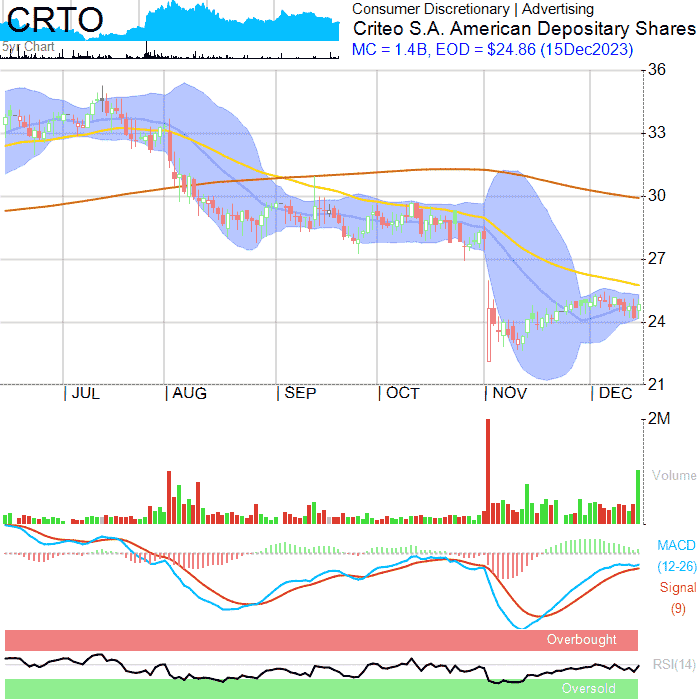 CRTO
5yr Chart
Consumer Discretionary | Advertising
Criteo S.A. American Depositary Shares
MC = 1.4B, EOD = $24.86 (15Dec2023)
36
33
30
27
24
21
| JUL | AUG | SEP | OCT | NOV | DEC
2M
Volume
MACD
(12-26)
Signal
(9)
Overbought
RSI(14)
Oversold